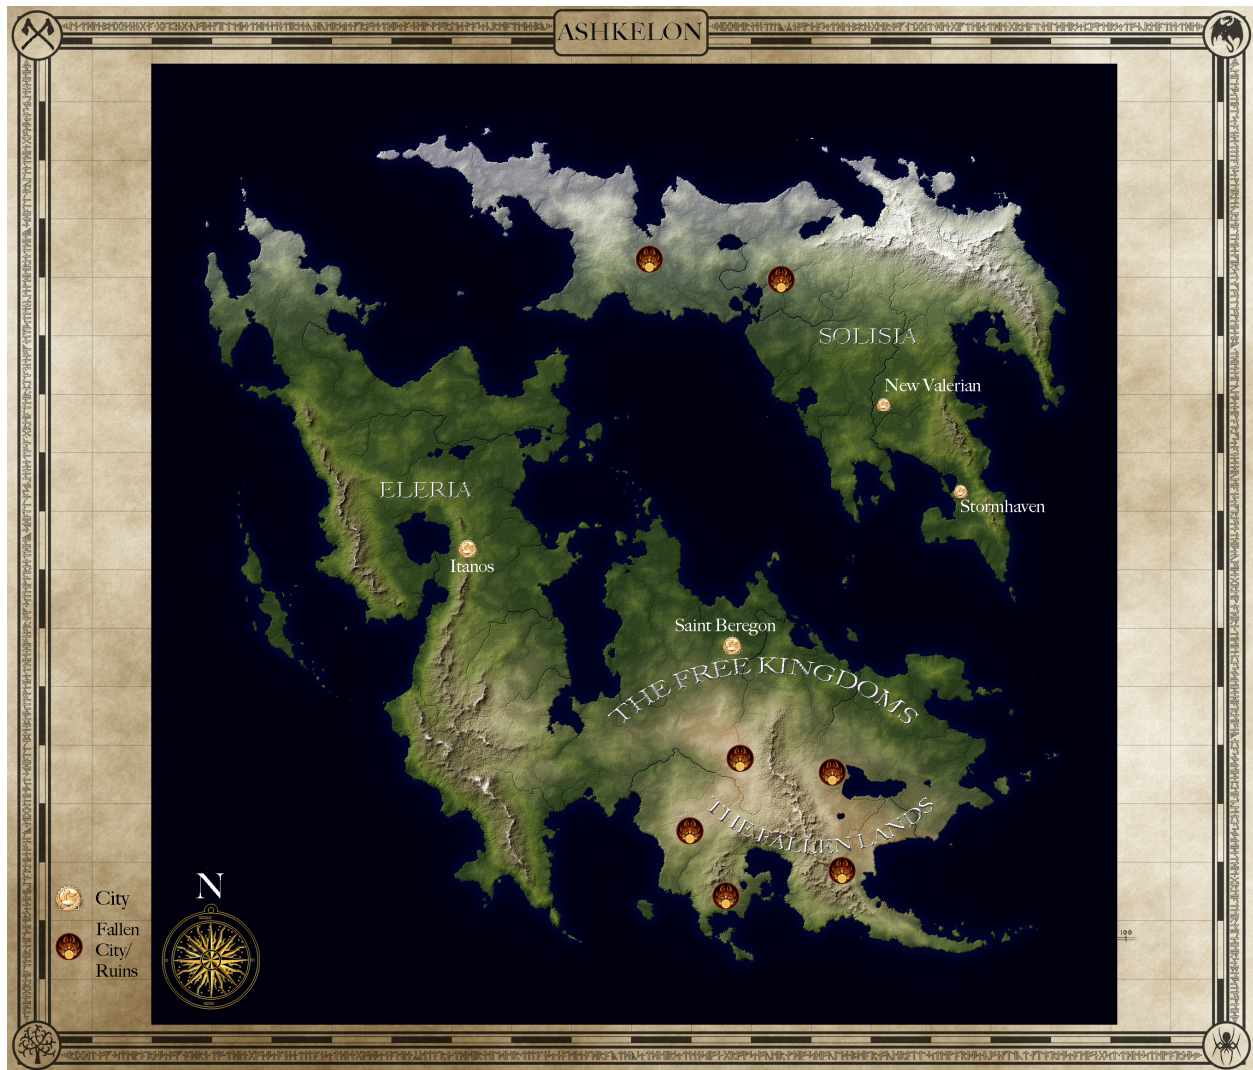 ASHKELON
SOLISIA
New Valerian
ELERIA
Stormhaven
Itanos
Saint Beregon
THE FREE KINGDOMS
THE FALLEN LANDS
N
City
Fallen
City/
Ruins
100